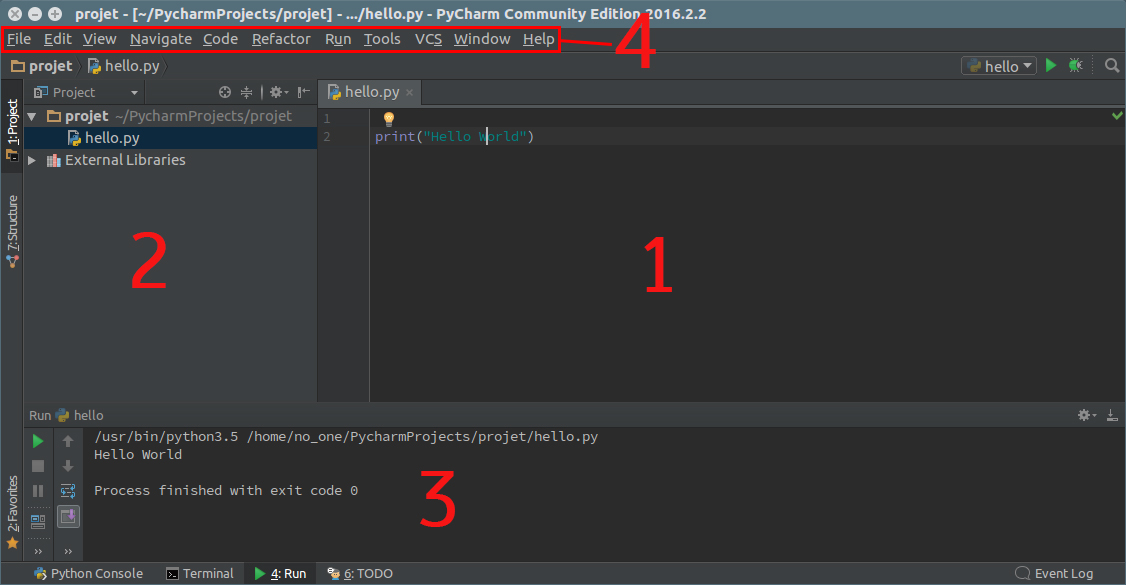 projet - [~/PycharmProjects/projet] - .../hello.py - PyCharm Community Edition 2016.2.2
File Edit View Navigate Code Refactor Run Tools VCS Window Help
4
projet hello.py
hello
1: Project
Project
hello.py
projet ~/PycharmProjects/projet
hello.py
External Libraries
1
2 print("Hello World")
7: Structure
2
1
Run hello
/usr/bin/python3.5 /home/no_one/PycharmProjects/projet/hello.py
Hello World
Process finished with exit code 0
3
2: Favorites
Python Console Terminal 4: Run 6: TODO Event Log